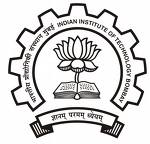 भारतीय प्रौद्योगिकी संस्थान मुंबई
INDIAN INSTITUTE OF TECHNOLOGY BOMBAY
ज्ञानम् परमम् ध्येयम्